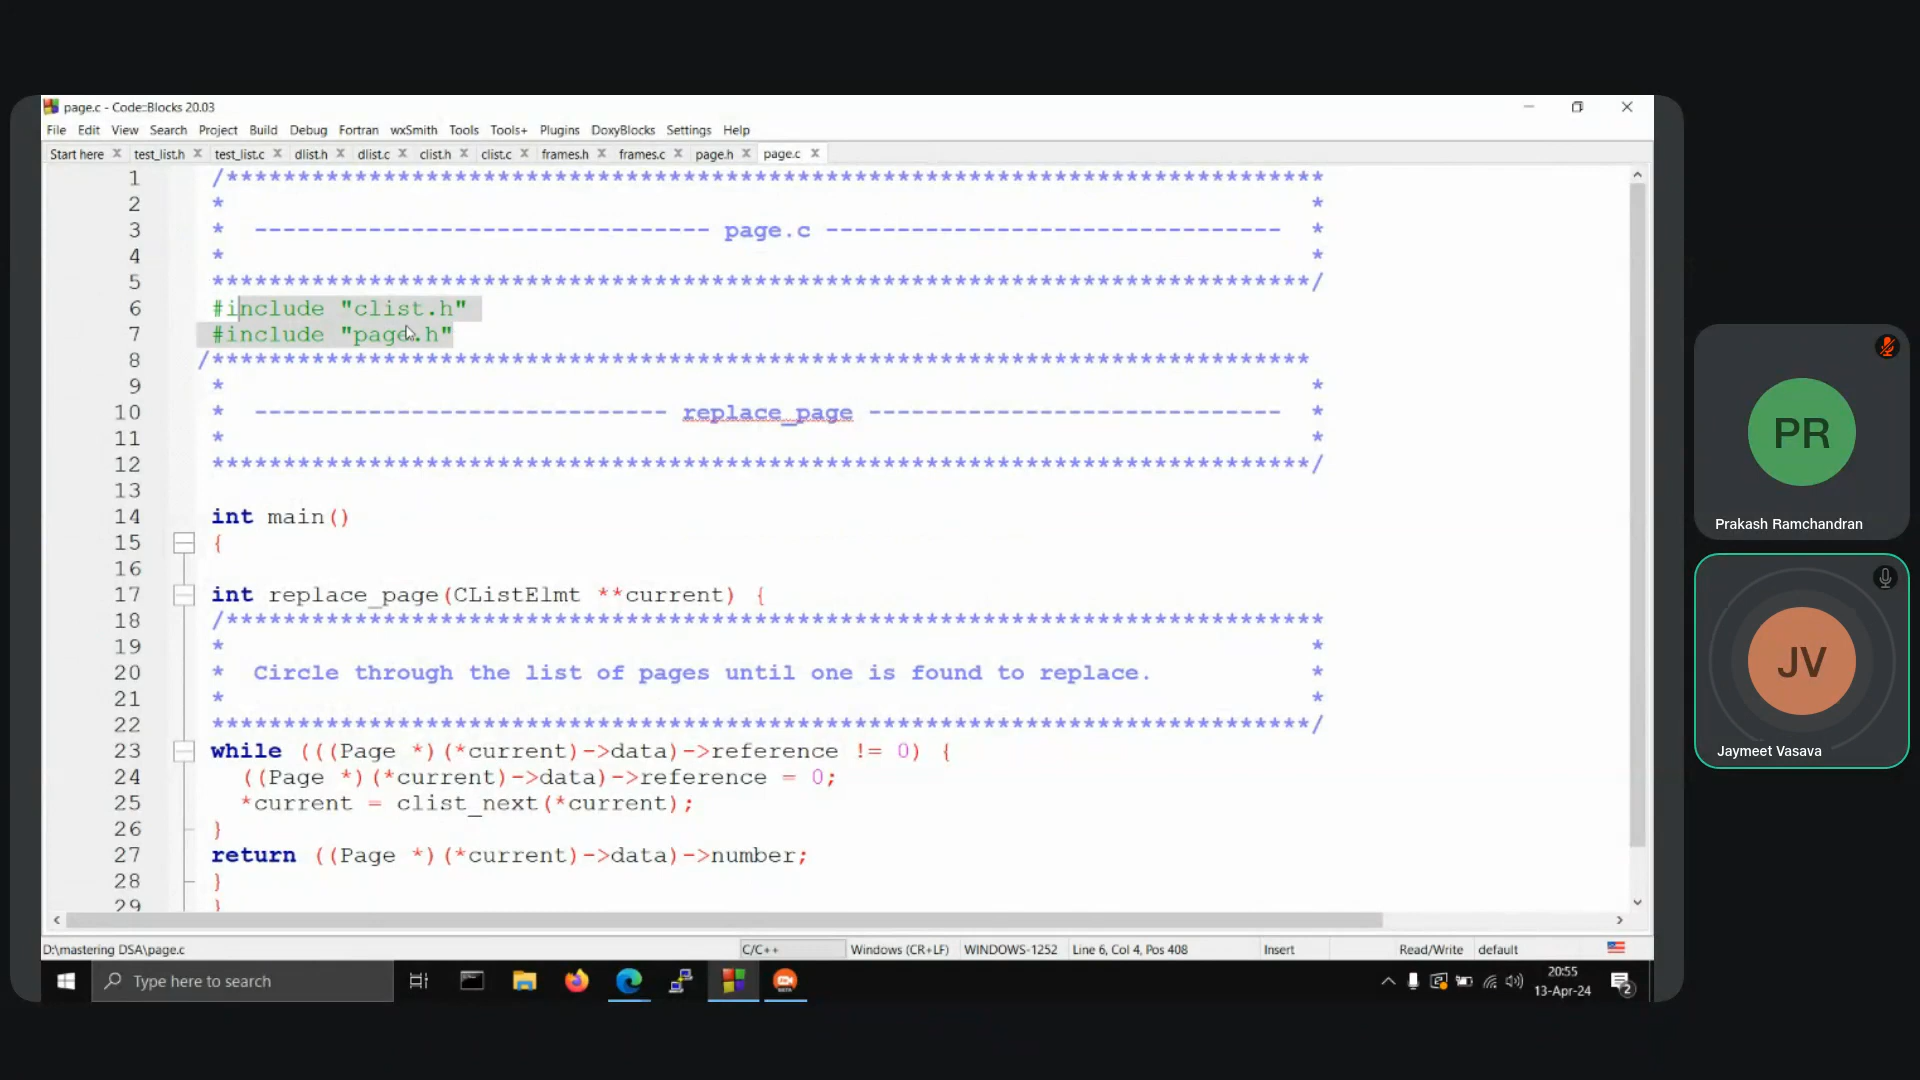 page.c - Code::Blocks 20.03
File Edit View Search Project Build Debug Fortran wxSmith Tools Tools+ Plugins DoxyBlocks Settings Help
Start here test_list.h test_list.c dlist.h dlist.c clist.h clist.c frames.h frames.c page.h page.c
1 /*****************************************************************************
2 * *
3 * -------------------------------- page.c -------------------------------- *
4 * *
5 *****************************************************************************/
6 #include "clist.h"
7 #include "page.h"
8 /*****************************************************************************
9 * *
10 * ----------------------------- replace_page ----------------------------- *
11 * *
12 *****************************************************************************/
13
14 int main()
15 {
16
17 int replace_page(CListElmt **current) {
18 /*****************************************************************************
19 * *
20 * Circle through the list of pages until one is found to replace. *
21 * *
22 *****************************************************************************/
23 while (((Page *)(*current)->data)->reference != 0) {
24 ((Page *)(*current)->data)->reference = 0;
25 *current = clist_next(*current);
26 }
27 return ((Page *)(*current)->data)->number;
28 }
29 }
D:\mastering DSA\page.c C/C++ Windows (CR+LF) WINDOWS-1252 Line 6, Col 4, Pos 408 Insert Read/Write default
Type here to search
20:55
13-Apr-24
2
PR
Prakash Ramchandran
JV
Jaymeet Vasava